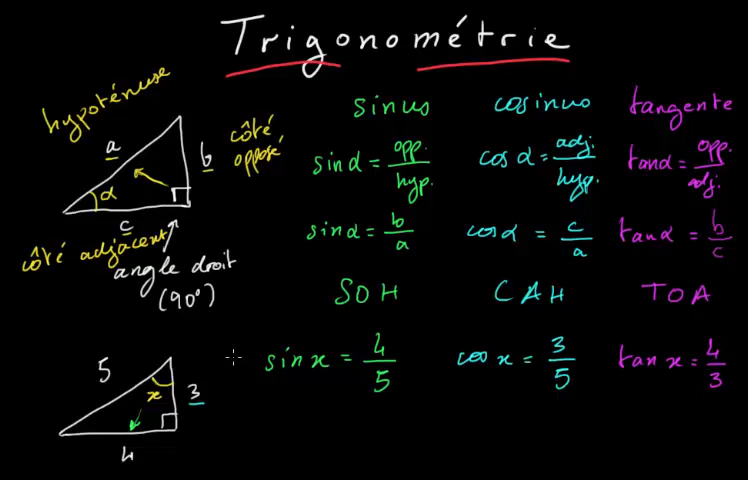 Trigonométrie
hypoténuse
a
b
côté
opposé
α
c
côté adjacent
angle droit
(90°)
sinus
cosinus
tangente
sin α = opp. / hyp.
cos α = adj. / hyp.
tan α = opp. / adj.
sin α = b / a
cos α = c / a
tan α = b / c
SOH
CAH
TOA
5
x
3
4
sin x = 4 / 5
cos x = 3 / 5
tan x = 4 / 3